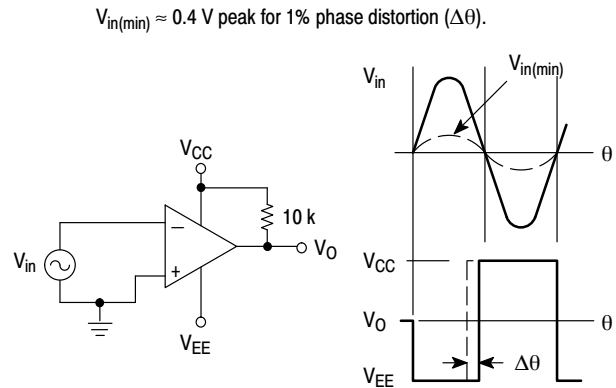 V_in(min) ≈ 0.4 V peak for 1% phase distortion (Δθ).
V_in
V_in(min)
θ
V_CC
10 k
−
+
V_in
V_O
V_EE
V_CC
V_O
θ
V_EE
Δθ